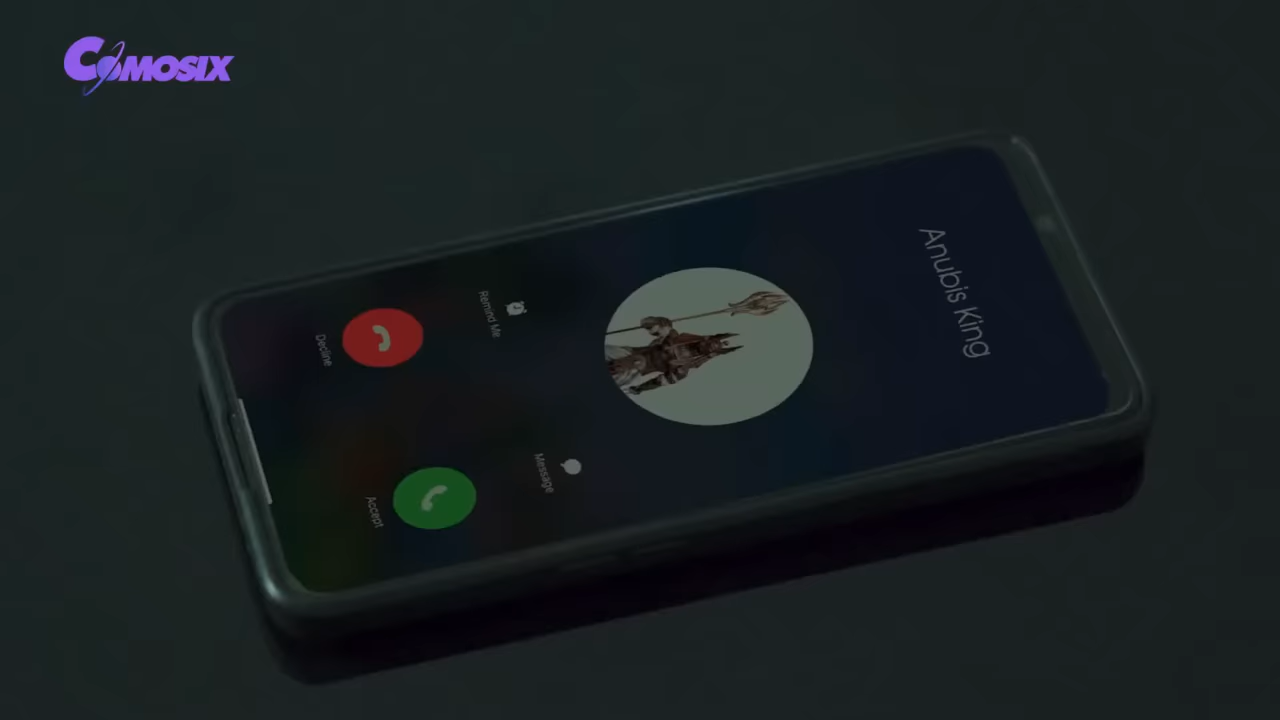 COMOSIX
Anubis King
Remind Me
Message
Decline
Accept